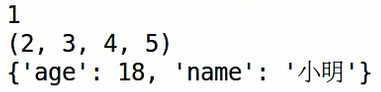 1
(2, 3, 4, 5)
{'age': 18, 'name': '小明'}